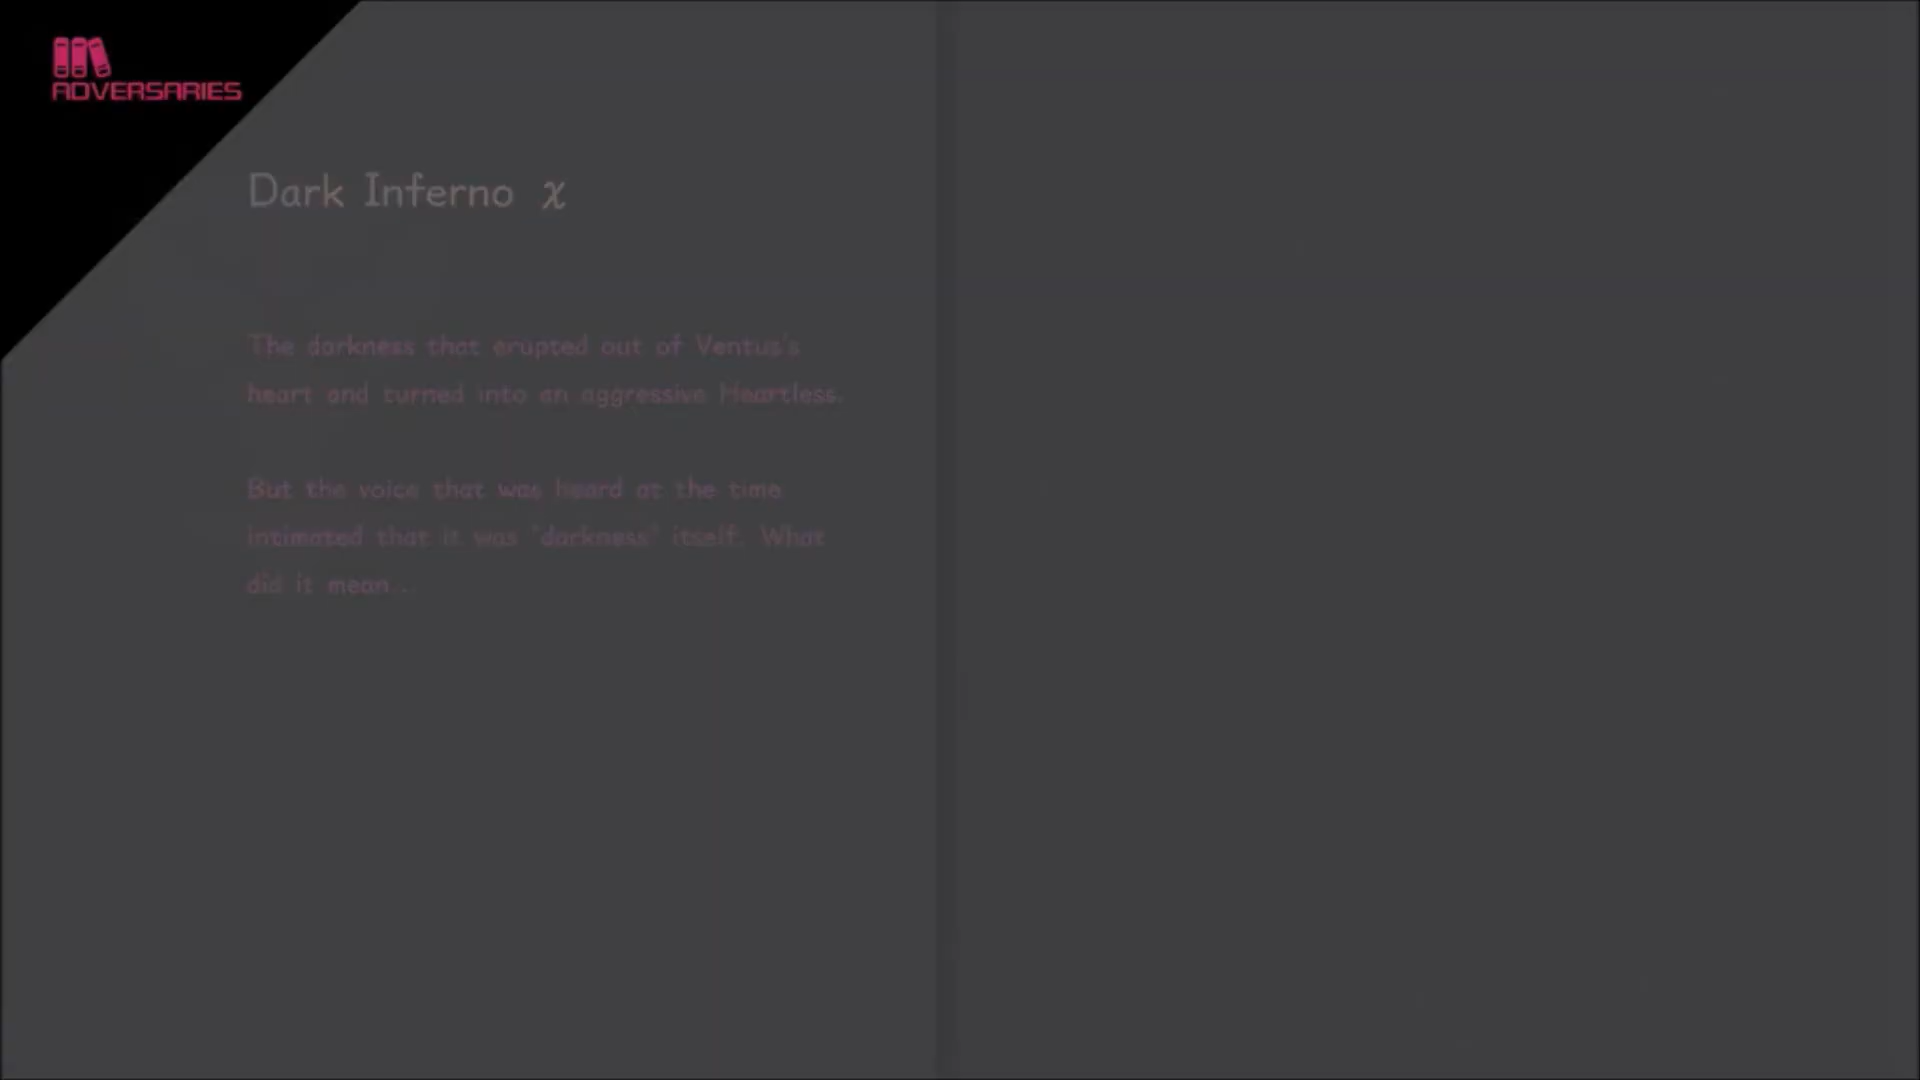 ADVERSARIES
Dark Inferno χ
The darkness that erupted out of Ventus's
heart and turned into an aggressive Heartless.
But the voice that was heard at the time
intimated that it was "darkness" itself. What
did it mean...